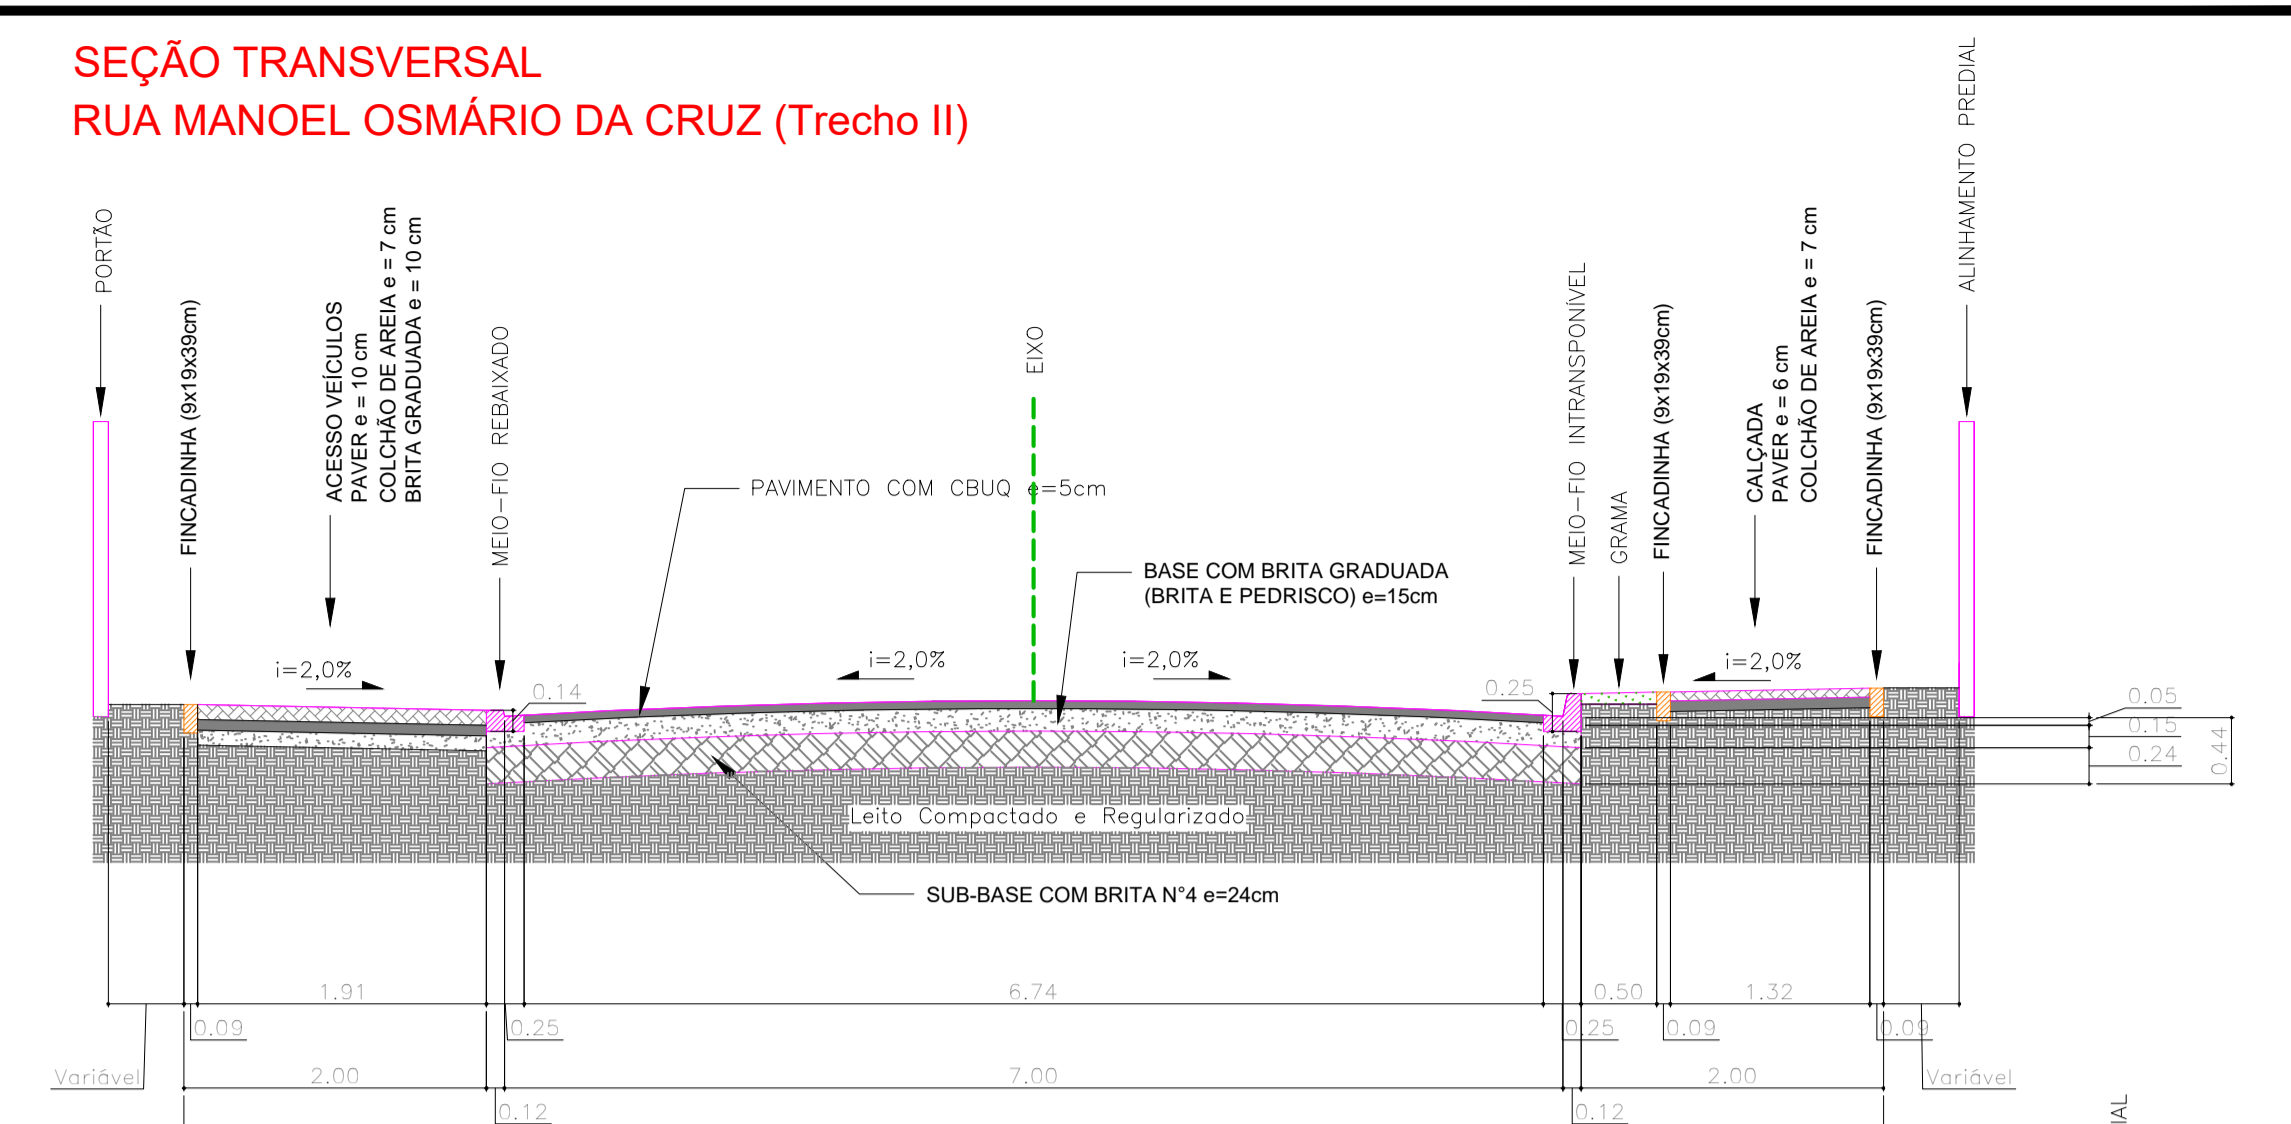 SEÇÃO TRANSVERSAL
RUA MANOEL OSMÁRIO DA CRUZ (Trecho II)
PORTÃO
FINCADINHA (9x19x39cm)
ACESSO VEÍCULOS
PAVER e = 10 cm
COLCHÃO DE AREIA e = 7 cm
BRITA GRADUADA e = 10 cm
MEIO-FIO REBAIXADO
EIXO
MEIO-FIO INTRANSPONÍVEL
GRAMA
FINCADINHA (9x19x39cm)
CALÇADA
PAVER e = 6 cm
COLCHÃO DE AREIA e = 7 cm
FINCADINHA (9x19x39cm)
ALINHAMENTO PREDIAL
PAVIMENTO COM CBUQ e=5cm
BASE COM BRITA GRADUADA
(BRITA E PEDRISCO) e=15cm
i=2,0%
i=2,0%
i=2,0%
i=2,0%
0.14
0.25
0.05
0.15
0.24
0.44
Leito Compactado e Regularizado
SUB-BASE COM BRITA N°4 e=24cm
1.91
6.74
0.50
1.32
0.09
0.25
0.25
0.09
0.09
Variável
2.00
7.00
2.00
Variável
0.12
0.12
IAL